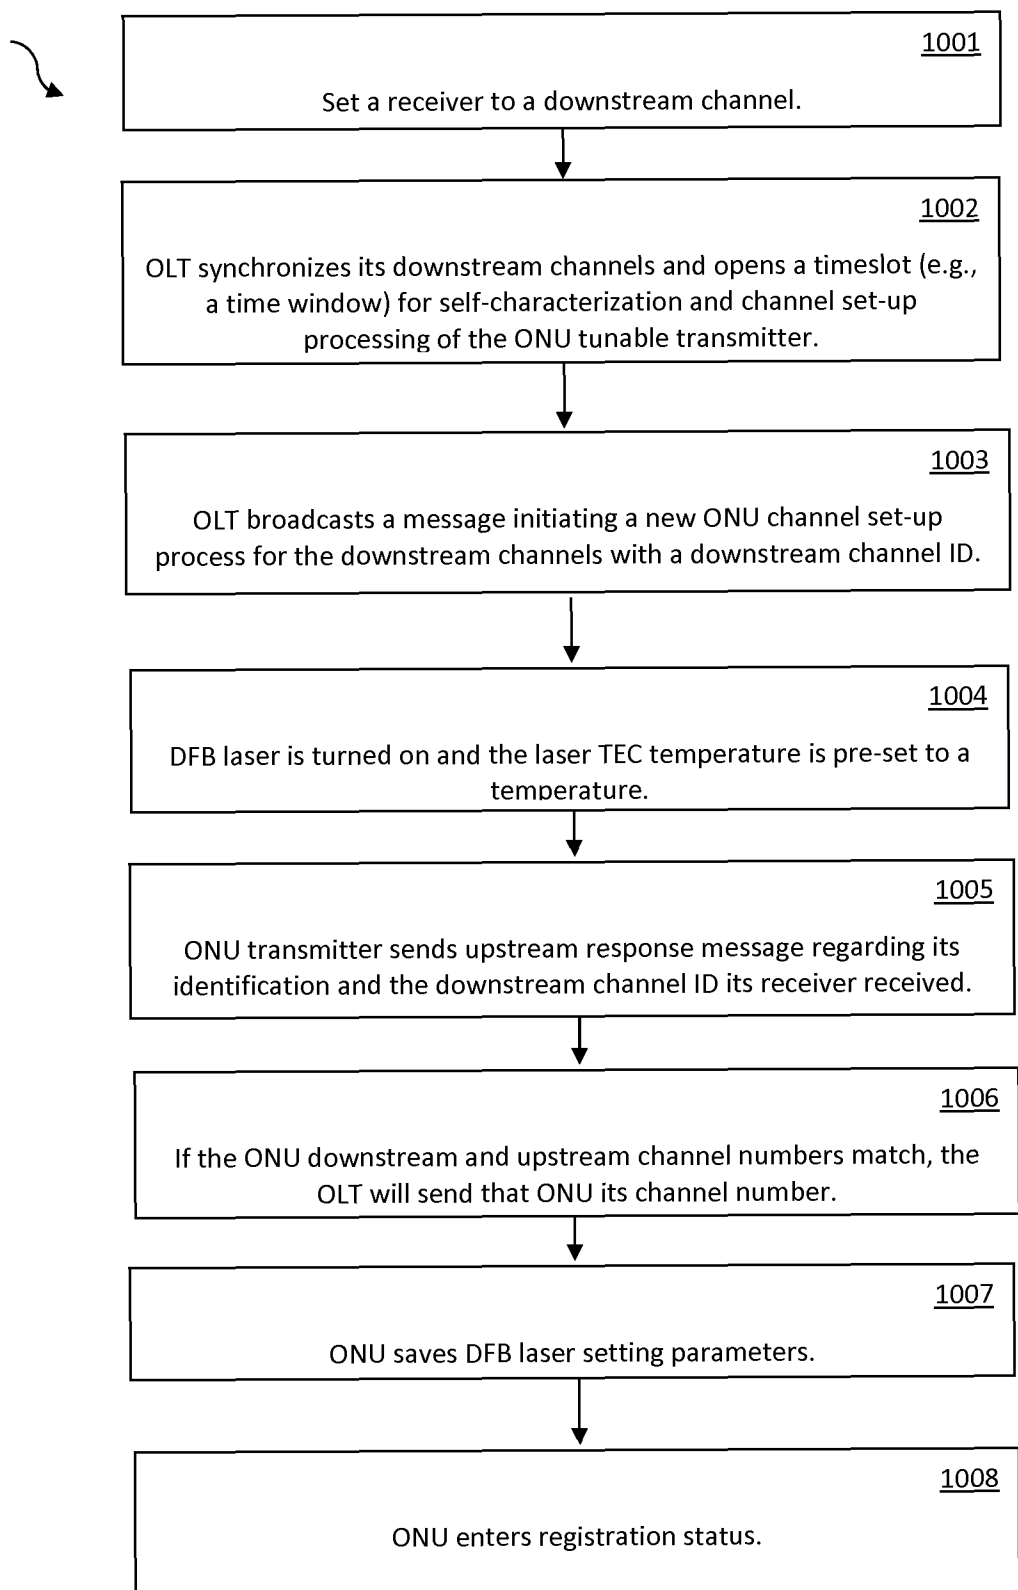 1001
Set a receiver to a downstream channel.
1002
OLT synchronizes its downstream channels and opens a timeslot (e.g.,
a time window) for self-characterization and channel set-up
processing of the ONU tunable transmitter.
1003
OLT broadcasts a message initiating a new ONU channel set-up
process for the downstream channels with a downstream channel ID.
1004
DFB laser is turned on and the laser TEC temperature is pre-set to a
temperature.
1005
ONU transmitter sends upstream response message regarding its
identification and the downstream channel ID its receiver received.
1006
If the ONU downstream and upstream channel numbers match, the
OLT will send that ONU its channel number.
1007
ONU saves DFB laser setting parameters.
1008
ONU enters registration status.